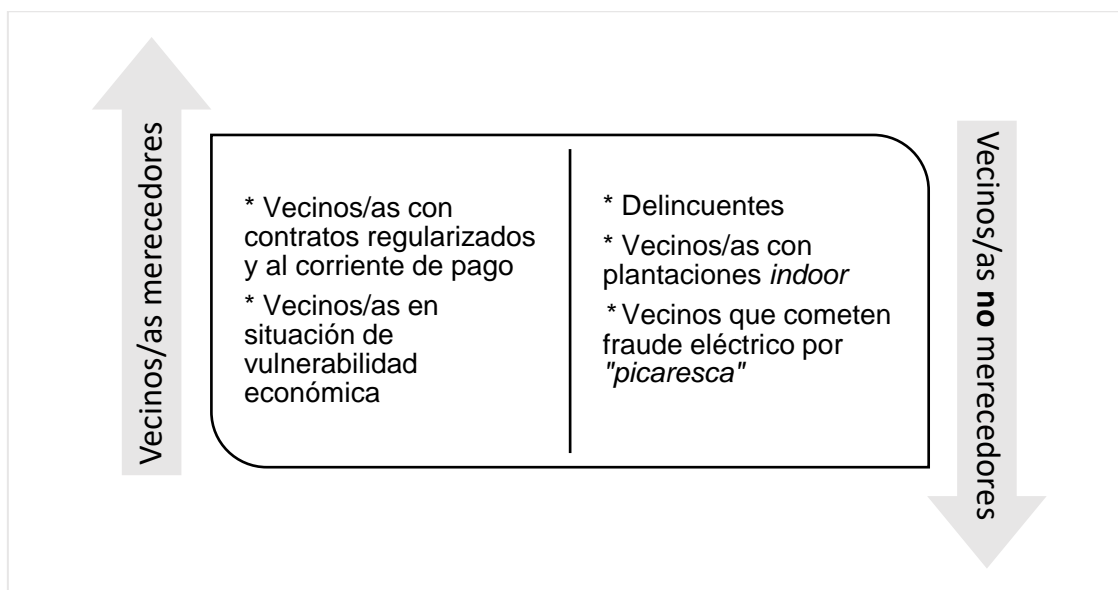 Vecinos/as merecedores
* Vecinos/as con
contratos regularizados
y al corriente de pago
* Vecinos/as en
situación de
vulnerabilidad
económica
* Delincuentes
* Vecinos/as con
plantaciones indoor
* Vecinos que cometen
fraude eléctrico por
"picaresca"
Vecinos/as no merecedores